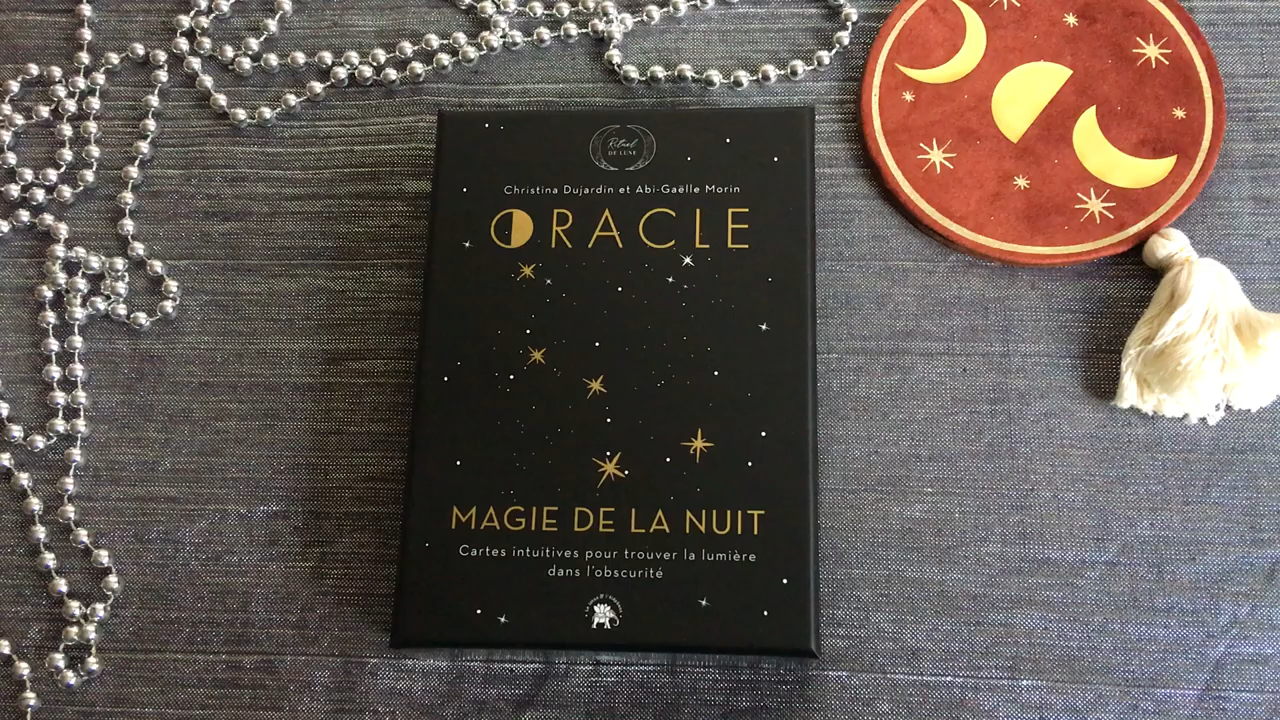 Rituel
DE LUNE
Christina Dujardin et Abi-Gaëlle Morin
ORACLE
MAGIE DE LA NUIT
Cartes intuitives pour trouver la lumière
dans l'obscurité